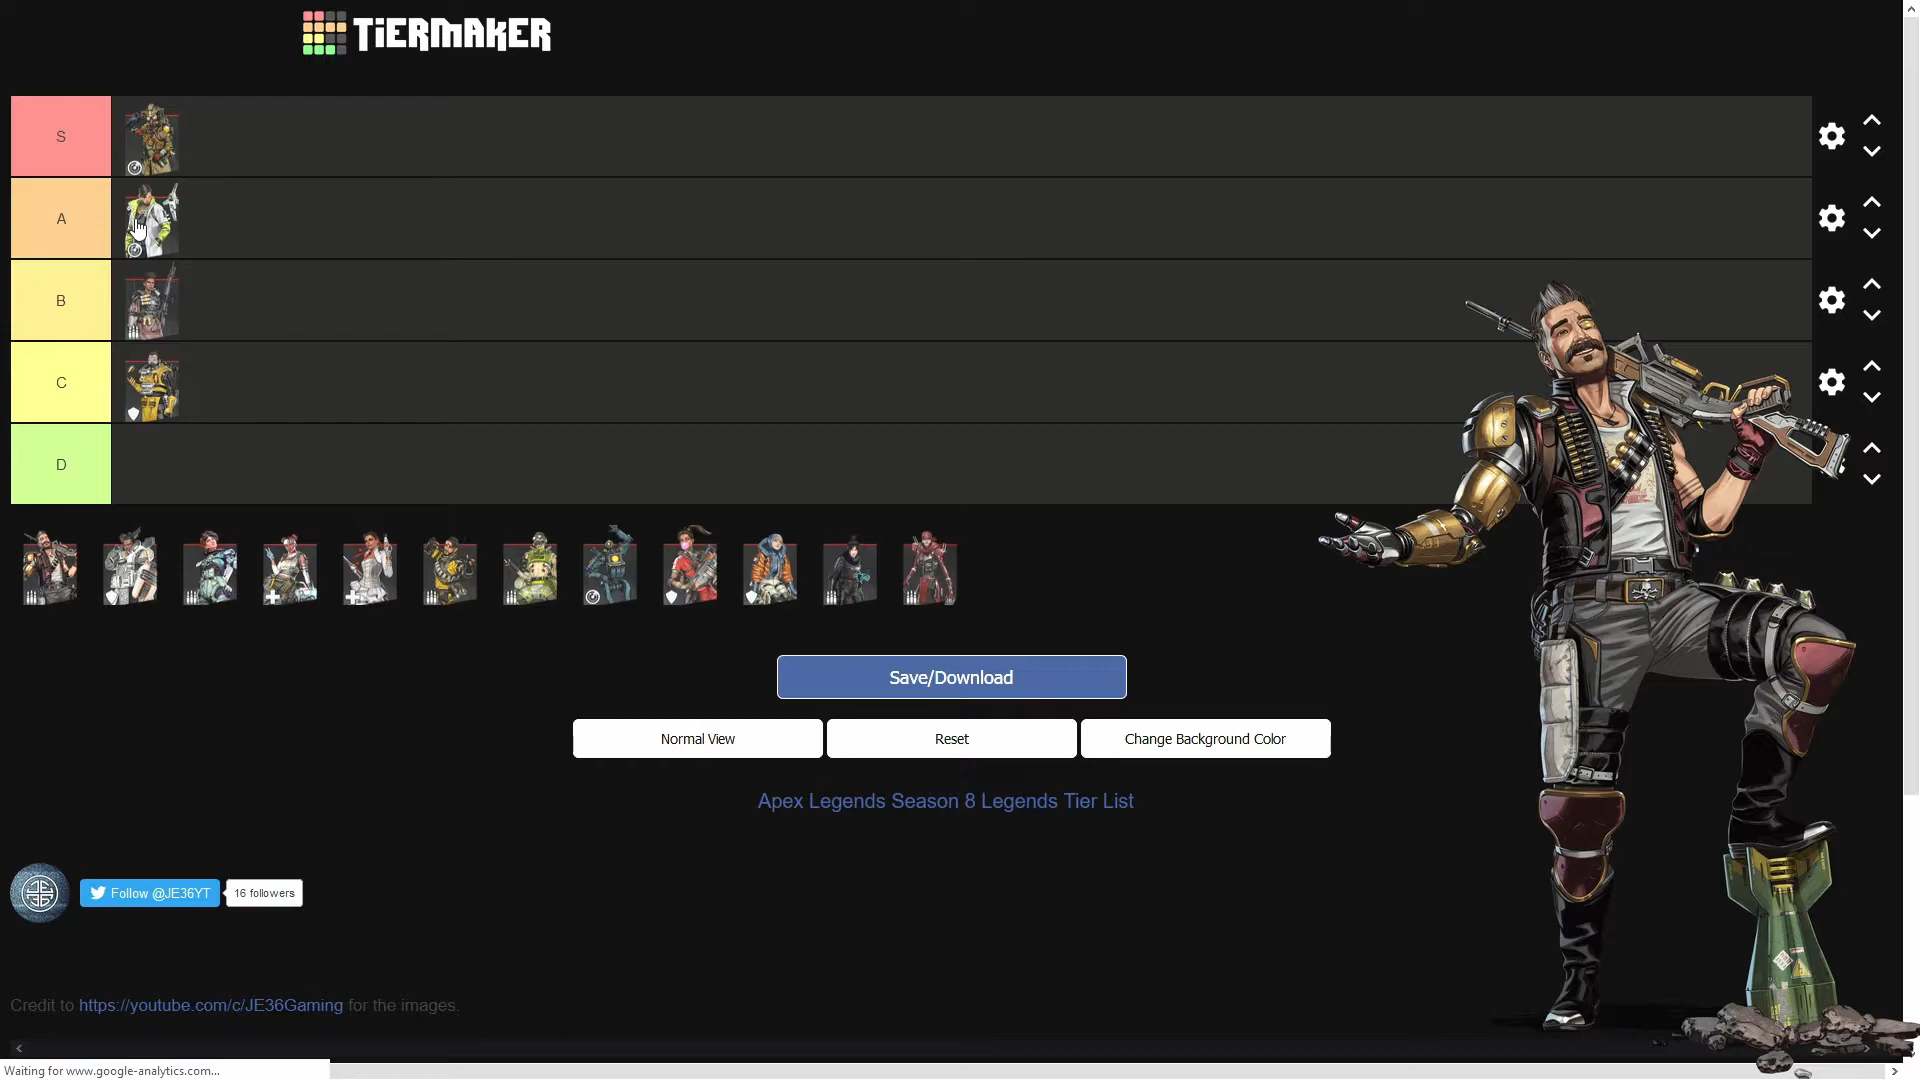 TiERMAKER
S
A
B
C
D
Save/Download
Normal View
Reset
Change Background Color
Apex Legends Season 8 Legends Tier List
Follow @JE36YT
16 followers
Credit to https://youtube.com/c/JE36Gaming for the images.
Waiting for www.google-analytics.com...